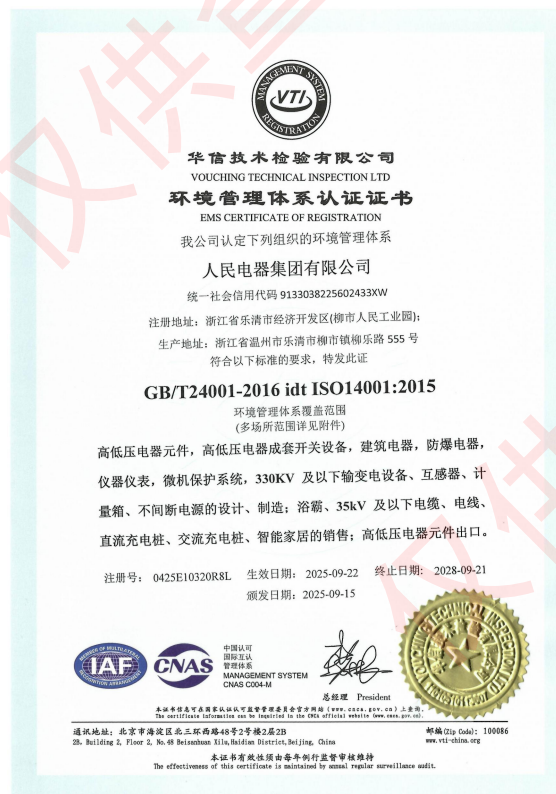 仅供查
MANAGEMENT SYSTEM
VTI
REGISTRATION
华信技术检验有限公司
VOUCHING TECHNICAL INSPECTION LTD
环境管理体系认证证书
EMS CERTIFICATE OF REGISTRATION
我公司认定下列组织的环境管理体系
人民电器集团有限公司
统一社会信用代码 9133038225602433XW
注册地址：浙江省乐清市经济开发区(柳市人民工业园);
生产地址：浙江省温州市乐清市柳市镇柳乐路 555 号
符合以下标准的要求，特发此证
GB/T24001-2016 idt ISO14001:2015
环境管理体系覆盖范围
(多场所范围详见附件)
高低压电器元件，高低压电器成套开关设备，建筑电器，防爆电器，
仪器仪表，微机保护系统，330KV 及以下输变电设备、互感器、计
量箱、不间断电源的设计、制造；浴霸、35kV 及以下电缆、电线、
直流充电桩、交流充电桩、智能家居的销售；高低压电器元件出口。
注册号： 0425E10320R8L 生效日期： 2025-09-22 终止日期: 2028-09-21
颁发日期：2025-09-15
MEMBER OF MULTILATERAL
IAF
RECOGNITION ARRANGEMENT
CNAS
中国认可
国际互认
管理体系
MANAGEMENT SYSTEM
CNAS C004-M
总经理 President
本证书信息可在国家认证认可监督管理委员会官方网站 (www.cnca.gov.cn) 上查询。
The certificate information can be inquiried in the CNCA official website (www.cnca.gov.cn).
通讯地址: 北京市海淀区北三环西路48号2号楼2层2B
2B, Building 2, Floor 2, No.48 Beisanhuan Xilu,Haidian District,Beijing, China
邮编(Zip Code): 100086
www.vti-china.org
本证书有效性须由每年例行监督审核维持
The effectiveness of this certificate is maintained by annual regular surveillance audit.